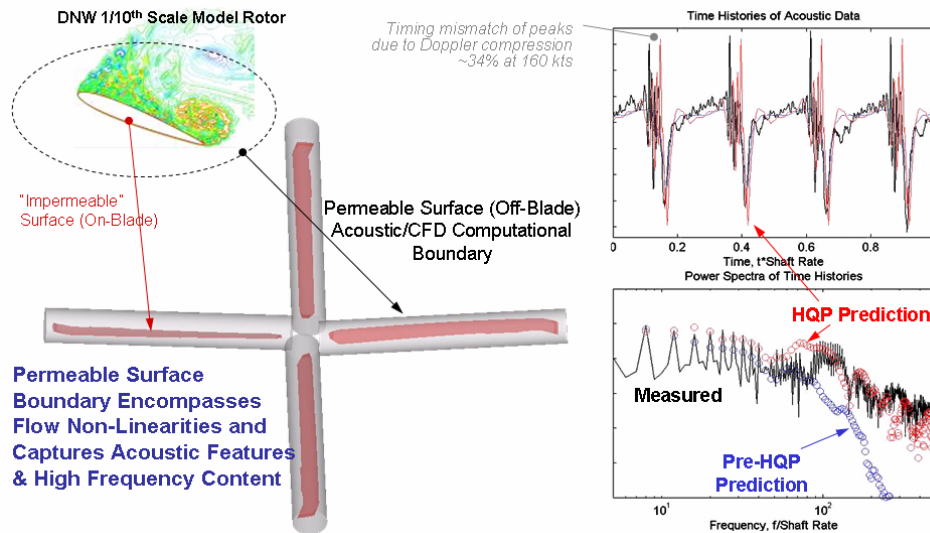 DNW 1/10th Scale Model Rotor
"Impermeable"
Surface (On-Blade)
Permeable Surface (Off-Blade)
Acoustic/CFD Computational
Boundary
Permeable Surface
Boundary Encompasses
Flow Non-Linearities and
Captures Acoustic Features
& High Frequency Content
Timing mismatch of peaks
due to Doppler compression
~34% at 160 kts
Time Histories of Acoustic Data
0 0.2 0.4 0.6 0.8
Time, t*Shaft Rate
Power Spectra of Time Histories
HQP Prediction
Measured
Pre-HQP
Prediction
10¹ 10²
Frequency, f/Shaft Rate